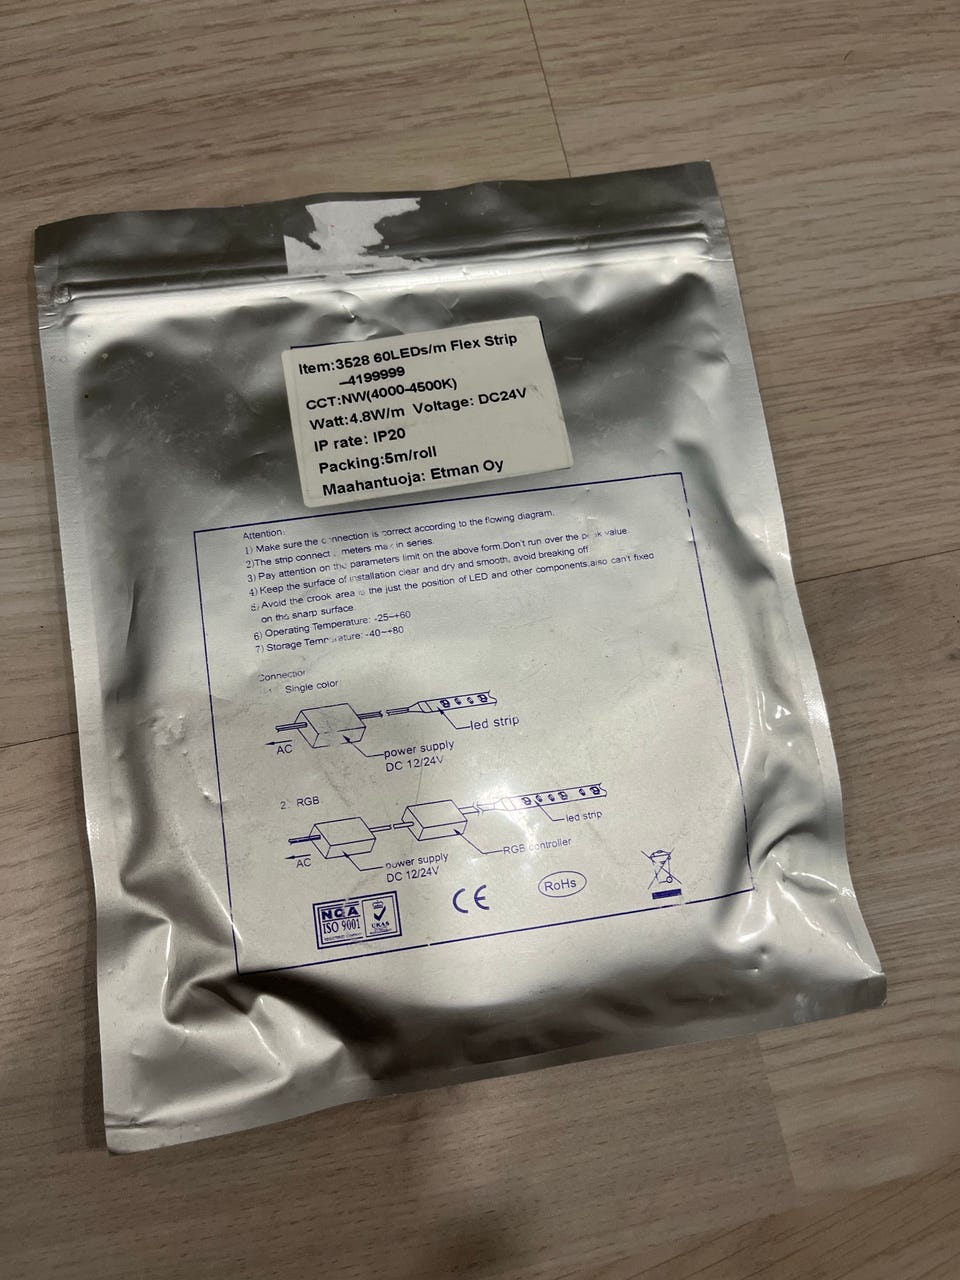 Item:3528 60LEDs/m Flex Strip
-4199999
CCT:NW(4000-4500K)
Watt:4.8W/m Voltage: DC24V
IP rate: IP20
Packing:5m/roll
Maahantuoja: Etman Oy
Attention:
1) Make sure the connection is correct according to the flowing diagram.
2)The strip connect meters max in series.
3) Pay attention on the parameters limit on the above form.Don't run over the peak value.
4) Keep the surface of installation clear and dry and smooth, avoid breaking off
5) Avoid the crook area is the just the position of LED and other components,also can't fixed
on the sharp surface.
6) Operating Temperature: -25~+60
7) Storage Temperature: -40~+80
Connection
Single color
led strip
AC
power supply
DC 12/24V
2 RGB
led strip
RGB controller
AC
power supply
DC 12/24V
NQA
ISO 9001
UKAS
CE
RoHs